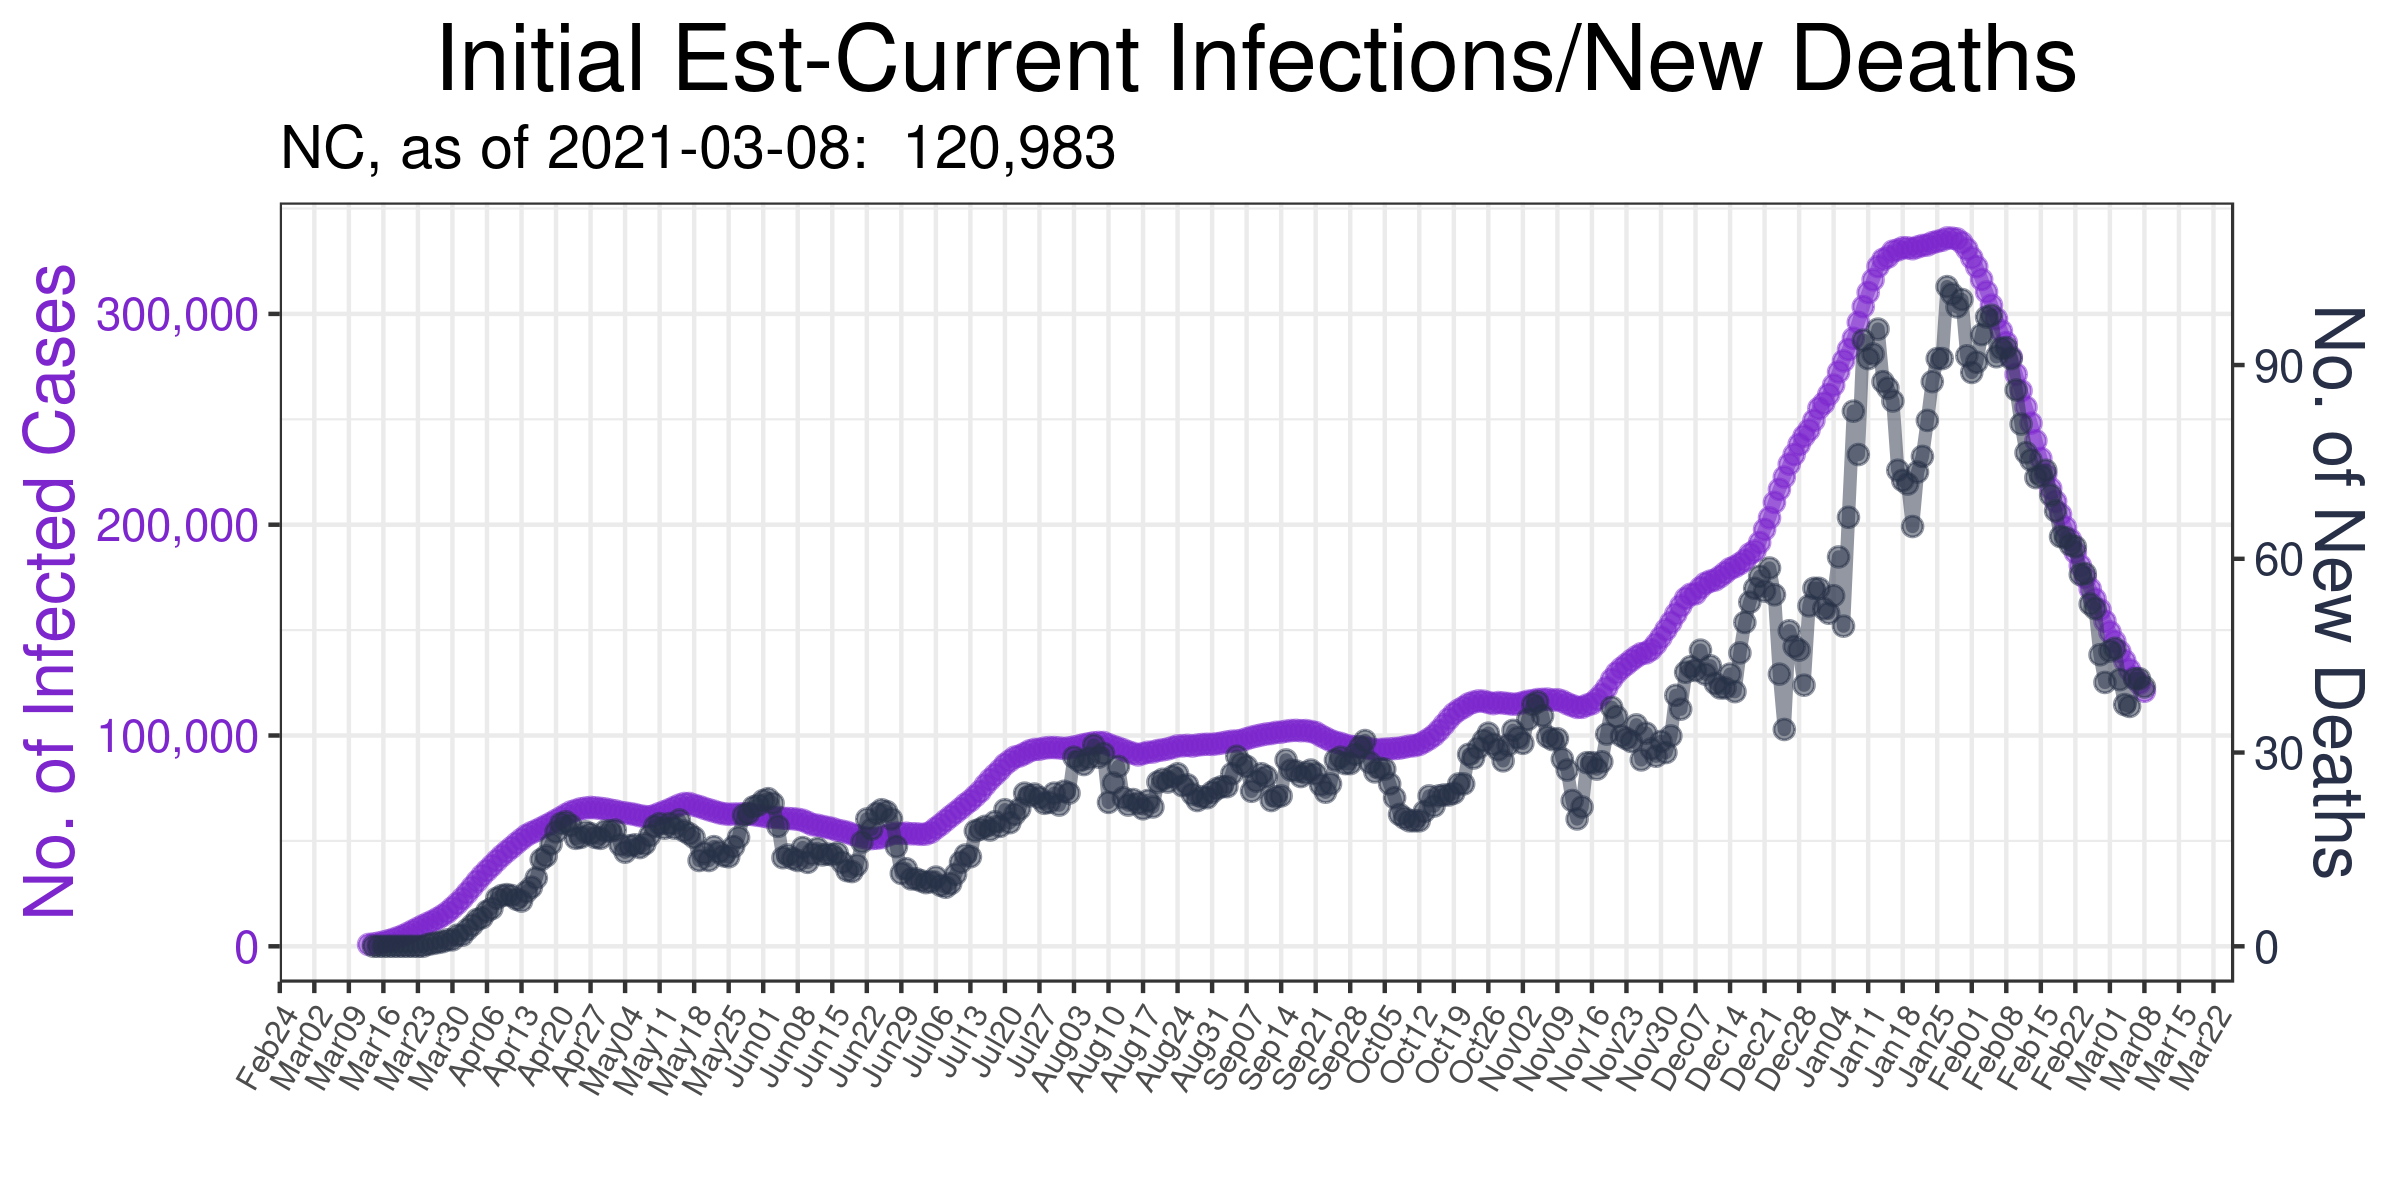 Initial Est-Current Infections/New Deaths
NC, as of 2021-03-08:  120,983
No. of Infected Cases
300,000
200,000
100,000
0
No. of New Deaths
90
60
30
0
Feb24
Mar02
Mar09
Mar16
Mar23
Mar30
Apr06
Apr13
Apr20
Apr27
May04
May11
May18
May25
Jun01
Jun08
Jun15
Jun22
Jun29
Jul06
Jul13
Jul20
Jul27
Aug03
Aug10
Aug17
Aug24
Aug31
Sep07
Sep14
Sep21
Sep28
Oct05
Oct12
Oct19
Oct26
Nov02
Nov09
Nov16
Nov23
Nov30
Dec07
Dec14
Dec21
Dec28
Jan04
Jan11
Jan18
Jan25
Feb01
Feb08
Feb15
Feb22
Mar01
Mar08
Mar15
Mar22